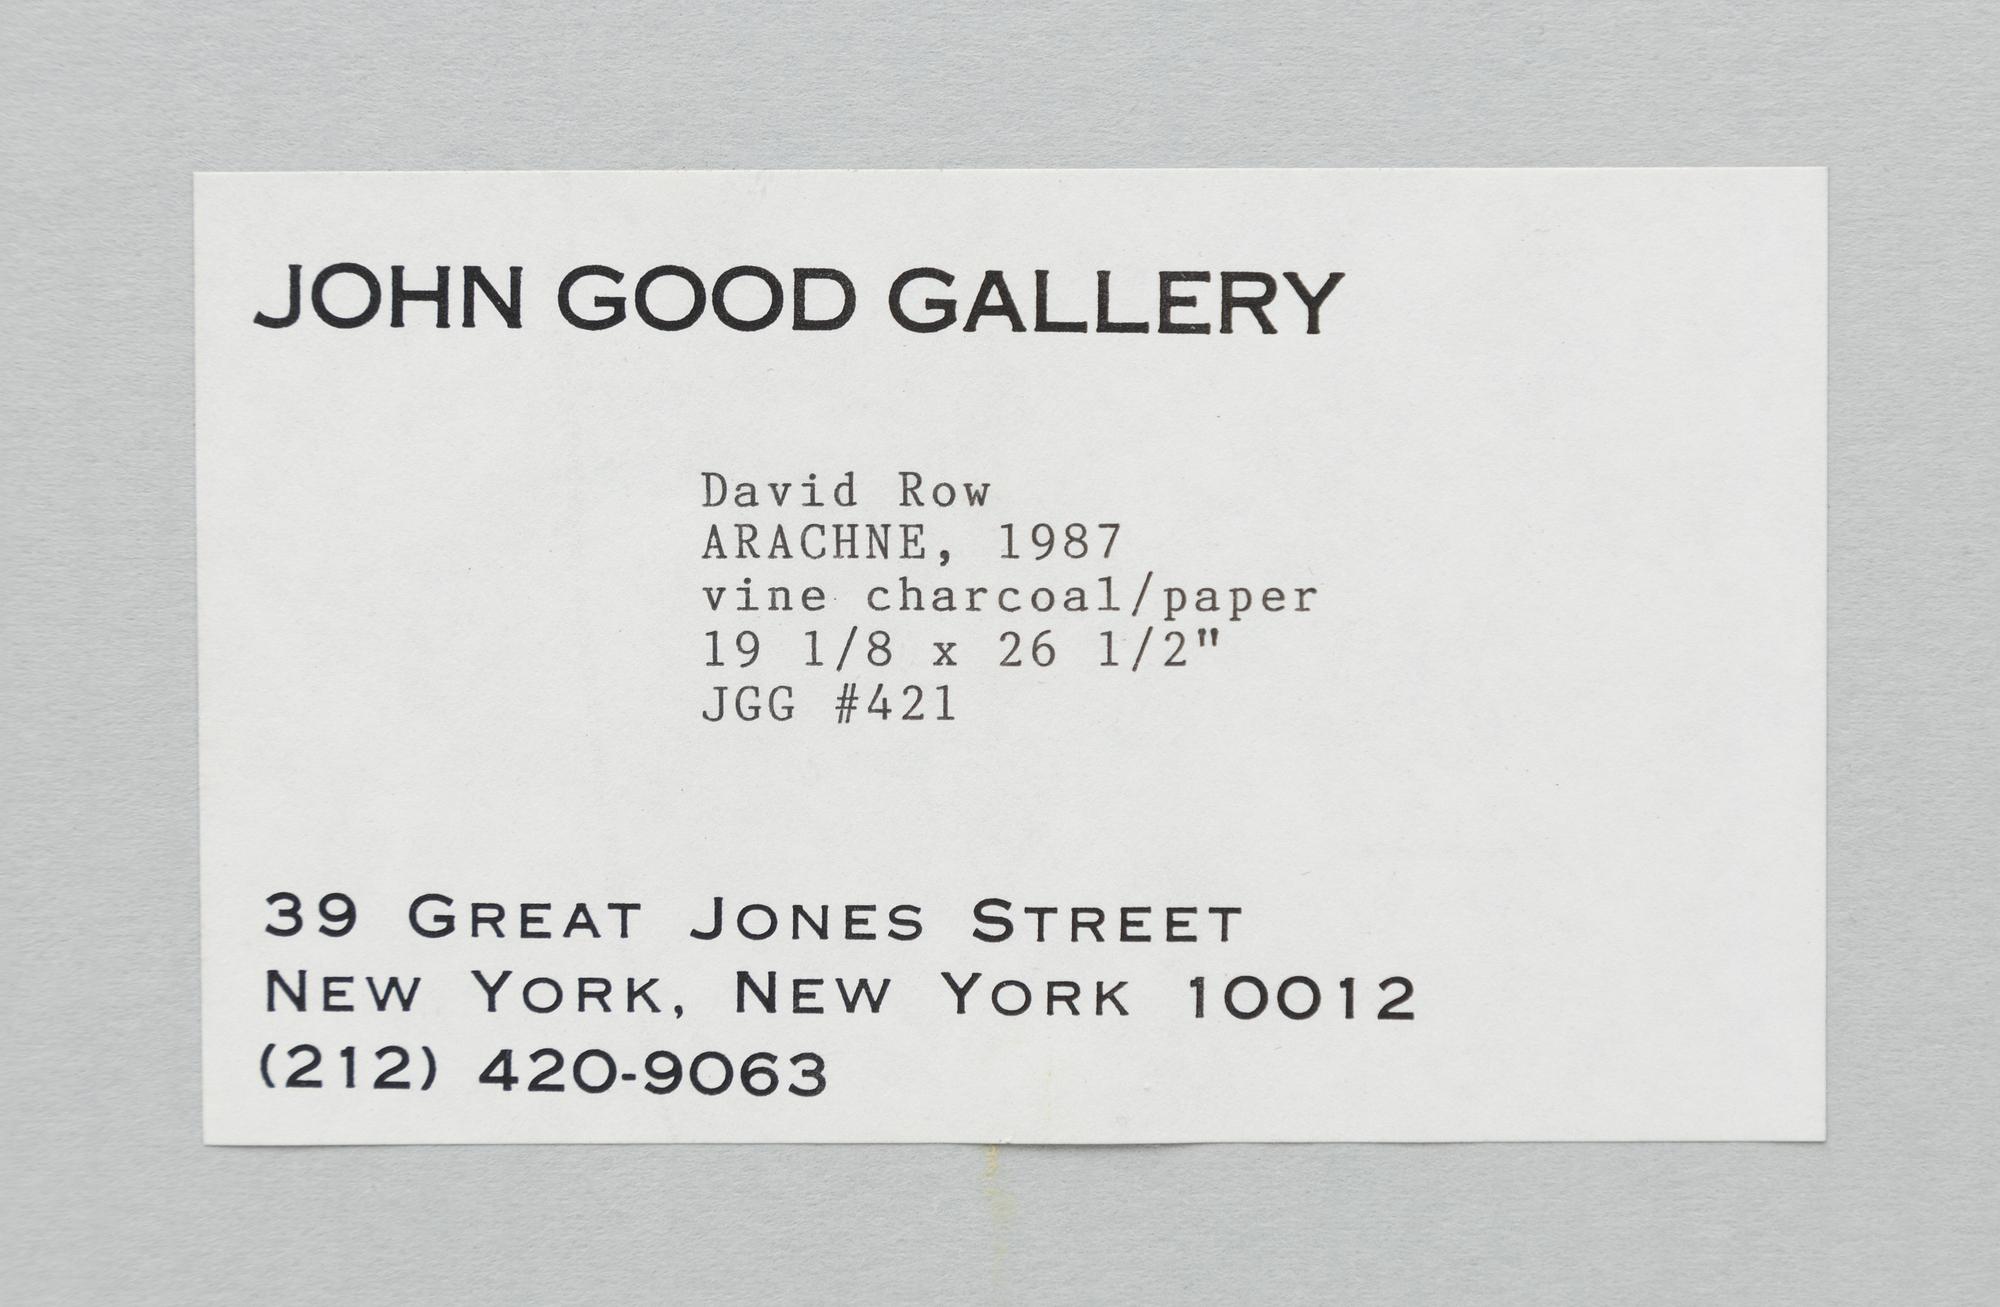 JOHN GOOD GALLERY
David Row
ARACHNE, 1987
vine charcoal/paper
19 1/8 x 26 1/2"
JGG #421
39 GREAT JONES STREET
NEW YORK, NEW YORK 10012
(212) 420-9063